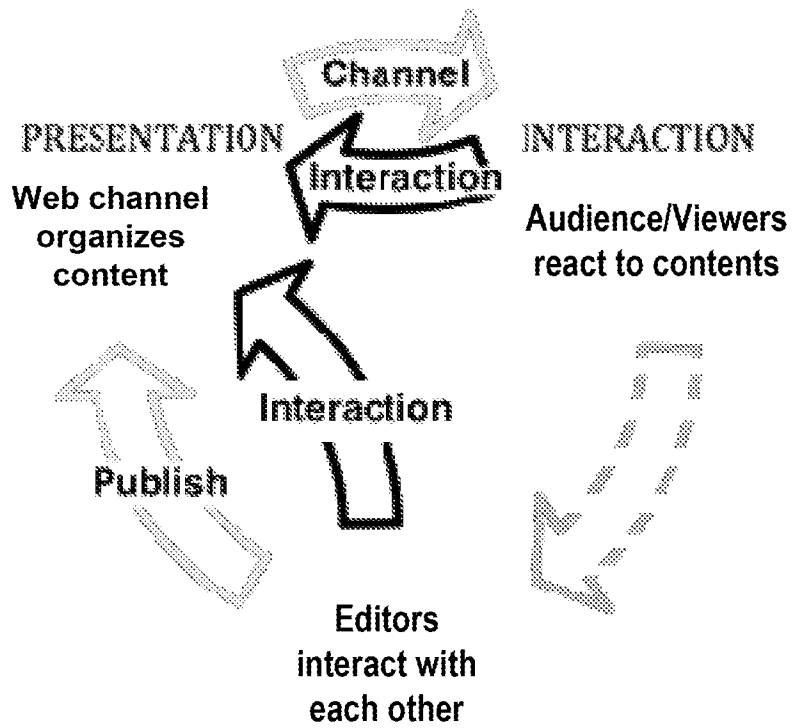 Channel
PRESENTATION
INTERACTION
Interaction
Web channel
organizes
content
Audience/Viewers
react to contents
Interaction
Publish
Editors
interact with
each other